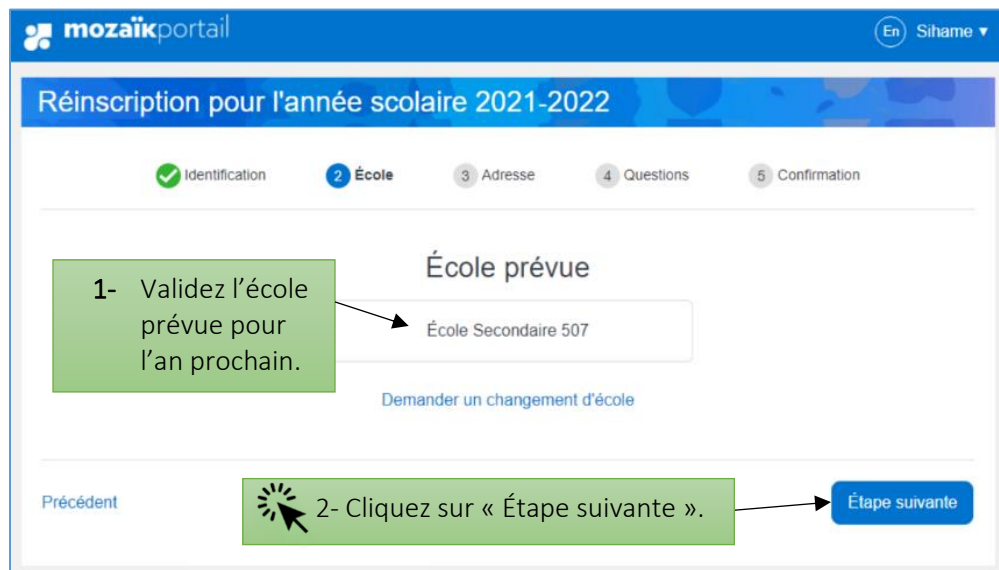 mozaïkportail
En Sihame ▼
Réinscription pour l'année scolaire 2021-2022
Identification 2 École 3 Adresse 4 Questions 5 Confirmation
École prévue
1- Validez l’école
prévue pour
l’an prochain.
École Secondaire 507
Demander un changement d'école
Précédent
2- Cliquez sur « Étape suivante ».
Étape suivante